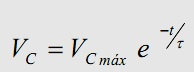 V_C = V_{C máx} e^{-t/τ}